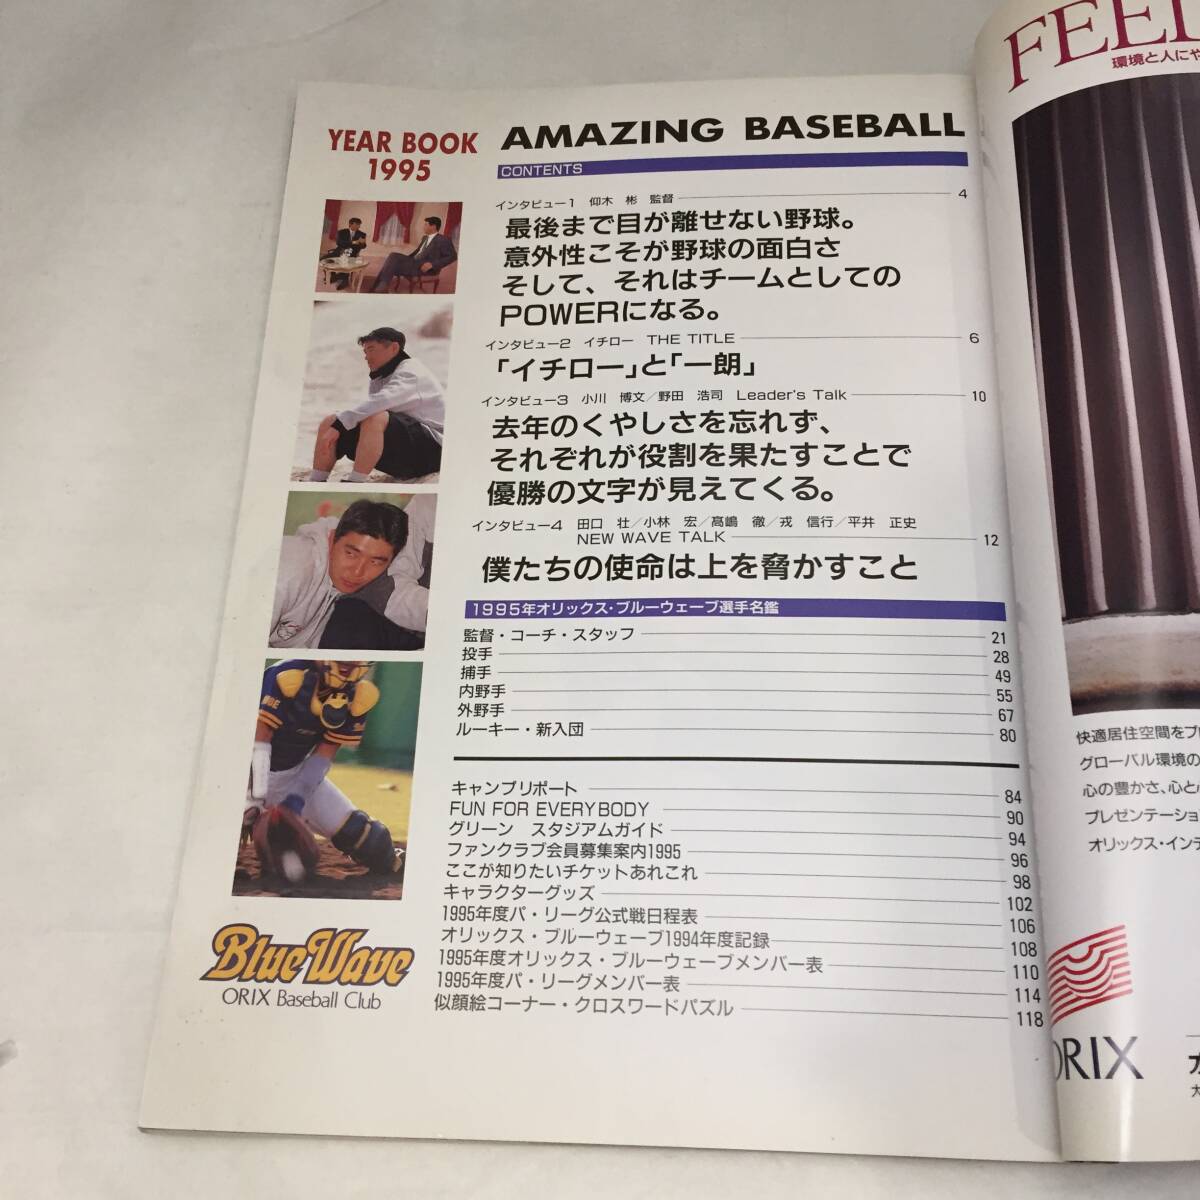 YEAR BOOK
1995
AMAZING BASEBALL
CONTENTS
インタビュー1　仰木　彬　監督 4
最後まで目が離せない野球。
意外性こそが野球の面白さ
そして、それはチームとしての
POWERになる。
インタビュー2　イチロー　THE TITLE 6
「イチロー」と「一朗」
インタビュー3　小川　博文／野田　浩司　Leader's Talk 10
去年のくやしさを忘れず、
それぞれが役割を果たすことで
優勝の文字が見えてくる。
インタビュー4　田口　壮／小林　宏／髙嶋　徹／戎　信行／平井　正史
NEW WAVE TALK 12
僕たちの使命は上を脅かすこと
1995年オリックス・ブルーウェーブ選手名鑑
監督・コーチ・スタッフ 21
投手 28
捕手 49
内野手 55
外野手 67
ルーキー・新入団 80
キャンプリポート 84
FUN FOR EVERYBODY 90
グリーン　スタジアムガイド 94
ファンクラブ会員募集案内1995 96
ここが知りたいチケットあれこれ 98
キャラクターグッズ 102
1995年度パ・リーグ公式戦日程表 106
オリックス・ブルーウェーブ1994年度記録 108
1995年度オリックス・ブルーウェーブメンバー表 110
1995年度パ・リーグメンバー表 114
似顔絵コーナー・クロスワードパズル 118
Blue Wave
ORIX Baseball Club
FEEL
環境と人にや
快適居住空間をプ
グローバル環境の
心の豊かさ、心と
プレゼンテーショ
オリックス・インテ
ORIX